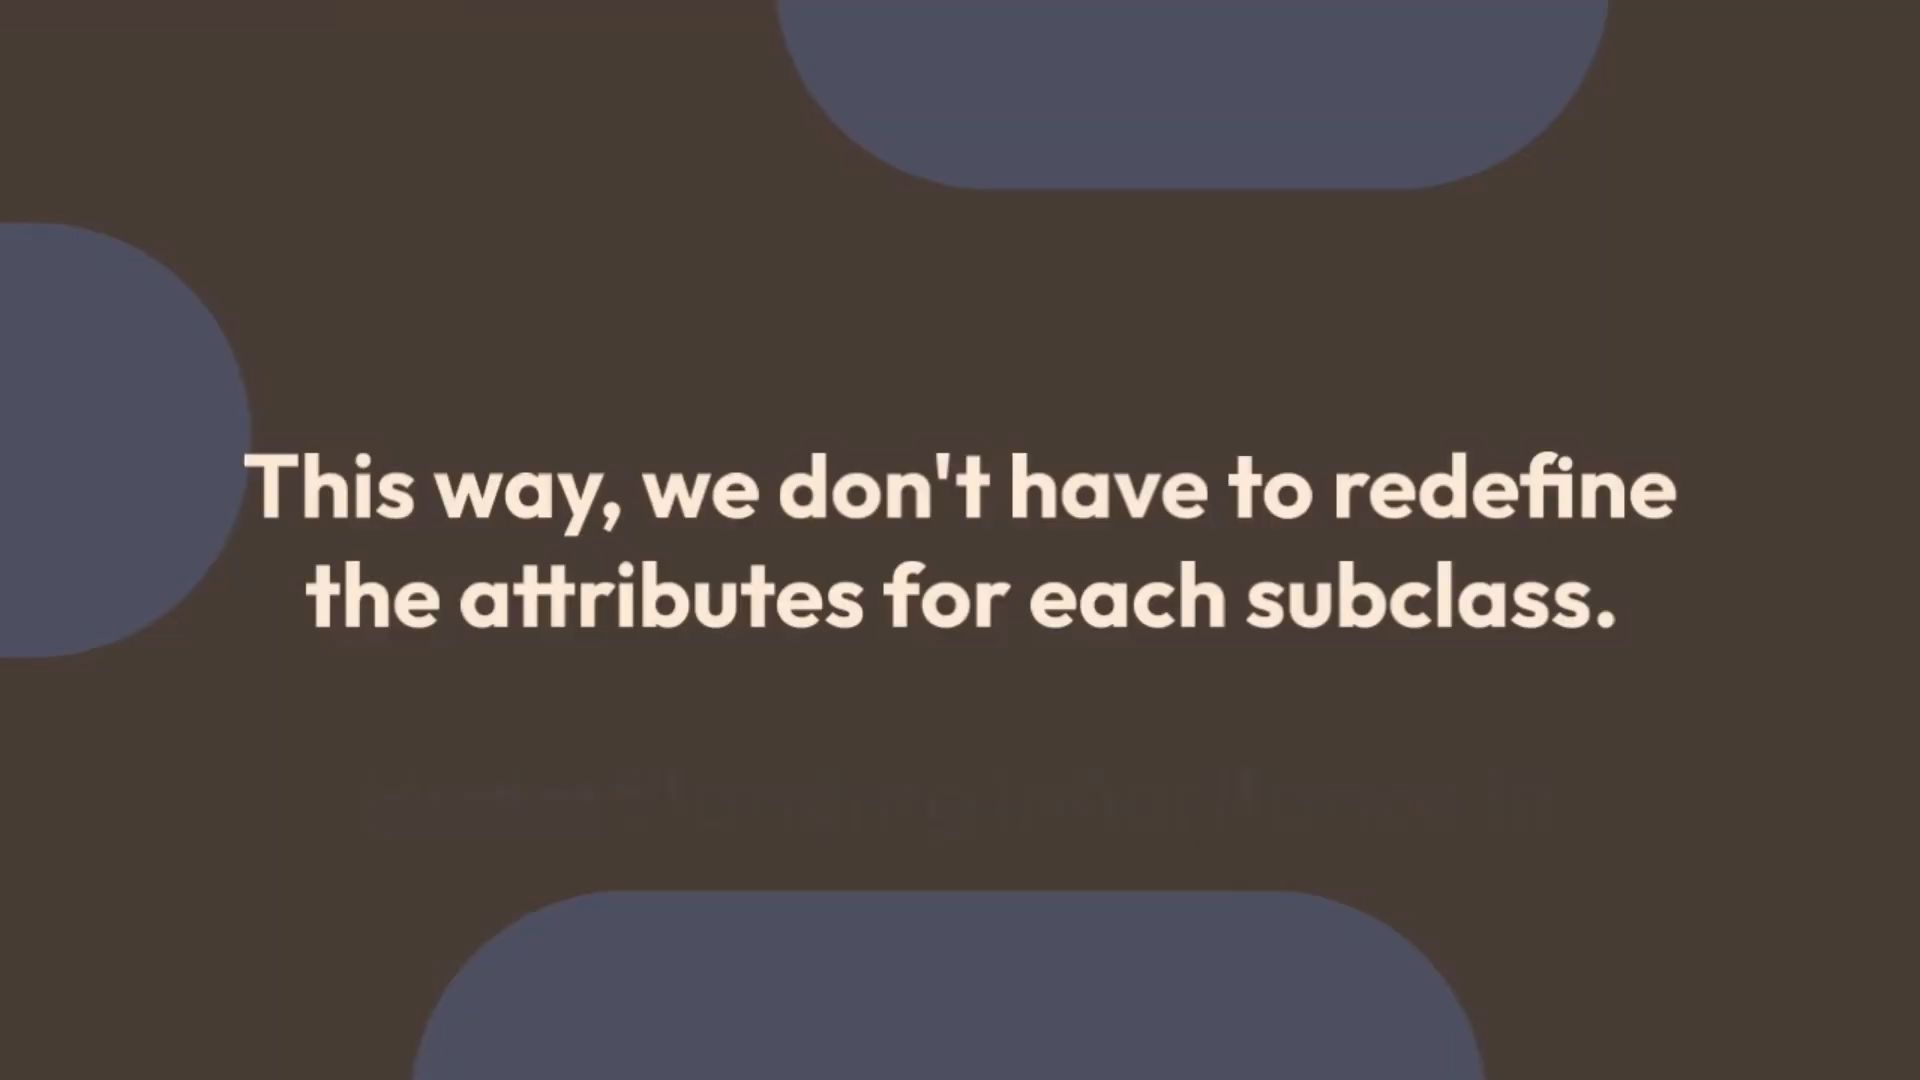 This way, we don't have to redefine
the attributes for each subclass.